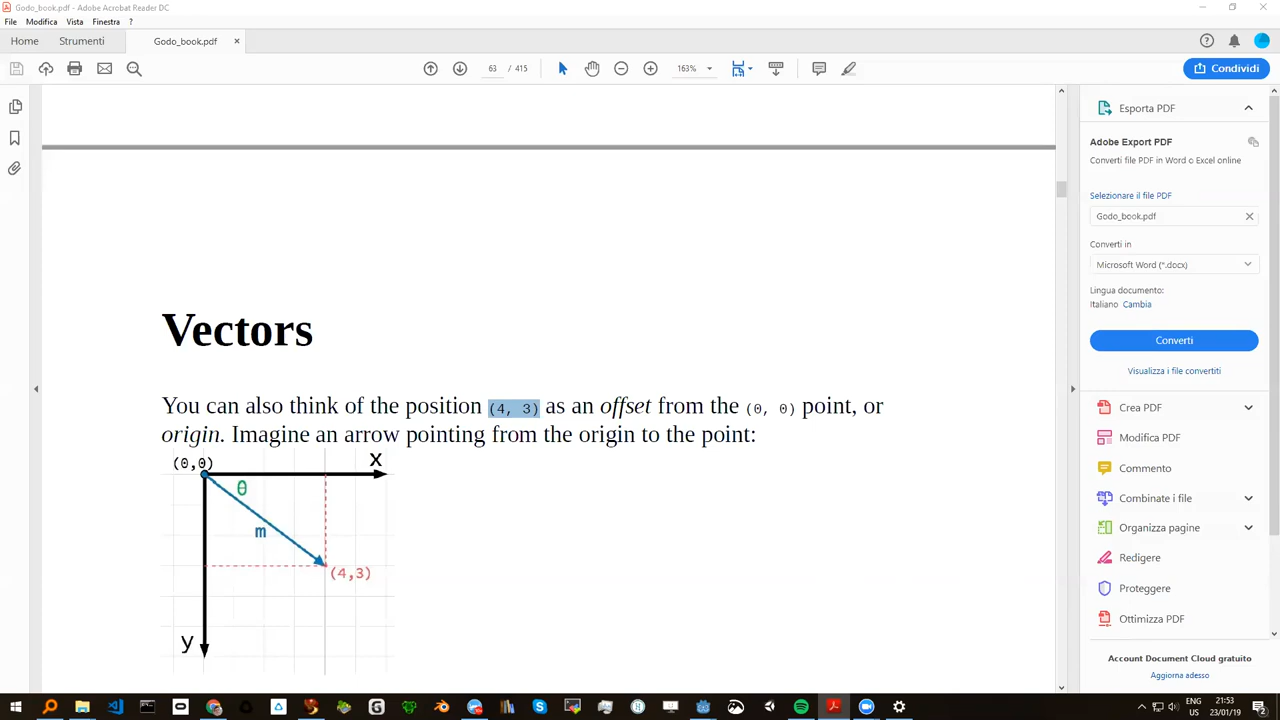 Godo_book.pdf - Adobe Acrobat Reader DC
File Modifica Vista Finestra ?
Home Strumenti Godo_book.pdf ×
63 / 415 163% Condividi
Esporta PDF
Adobe Export PDF
Converti file PDF in Word o Excel online
Selezionare il file PDF
Godo_book.pdf
Converti in
Microsoft Word (*.docx)
Lingua documento:
Italiano Cambia
Converti
Visualizza i file convertiti
Crea PDF
Modifica PDF
Commento
Combinate i file
Organizza pagine
Redigere
Proteggere
Ottimizza PDF
Account Document Cloud gratuito
Aggiorna adesso
Vectors
You can also think of the position (4, 3) as an offset from the (0, 0) point, or
origin. Imagine an arrow pointing from the origin to the point:
(0,0) x
θ
m
(4,3)
y
ENG 21:53
US 23/01/19 2